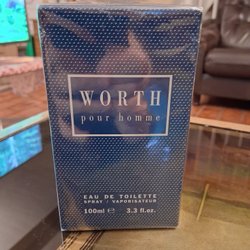 WORTH
pour homme
EAU DE TOILETTE
SPRAY / VAPORISATEUR
100ml ℮ 3.3 fl.oz.